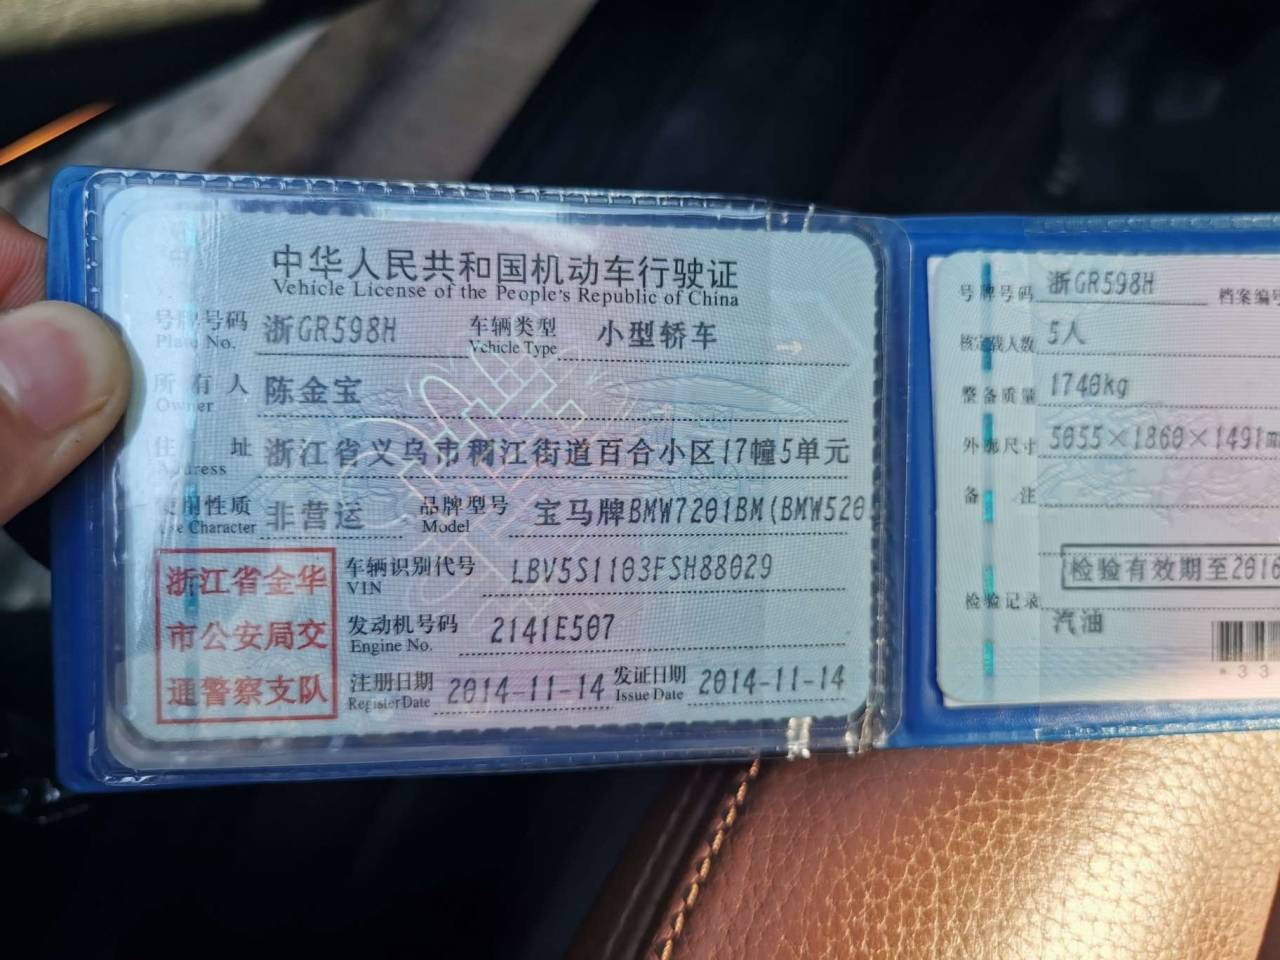 中华人民共和国机动车行驶证
Vehicle License of the People's Republic of China
号牌号码 浙GR598H 车辆类型 小型轿车
Plate No. Vehicle Type
所有人 陈金宝
Owner
住址 浙江省义乌市稠江街道百合小区17幢5单元
Address
使用性质 非营运 品牌型号 宝马牌BMW7201BM(BMW520
Use Character Model
浙江省金华
市公安局交
通警察支队
车辆识别代号 LBV5S1103FSH88029
VIN
发动机号码 2141E507
Engine No.
注册日期 2014-11-14 发证日期 2014-11-14
Register Date Issue Date
号牌号码 浙GR598H 档案编号
核定载人数 5人
整备质量 1740kg
外廓尺寸 5055×1860×1491m
备注
检验有效期至2016
检验记录
汽油
*33